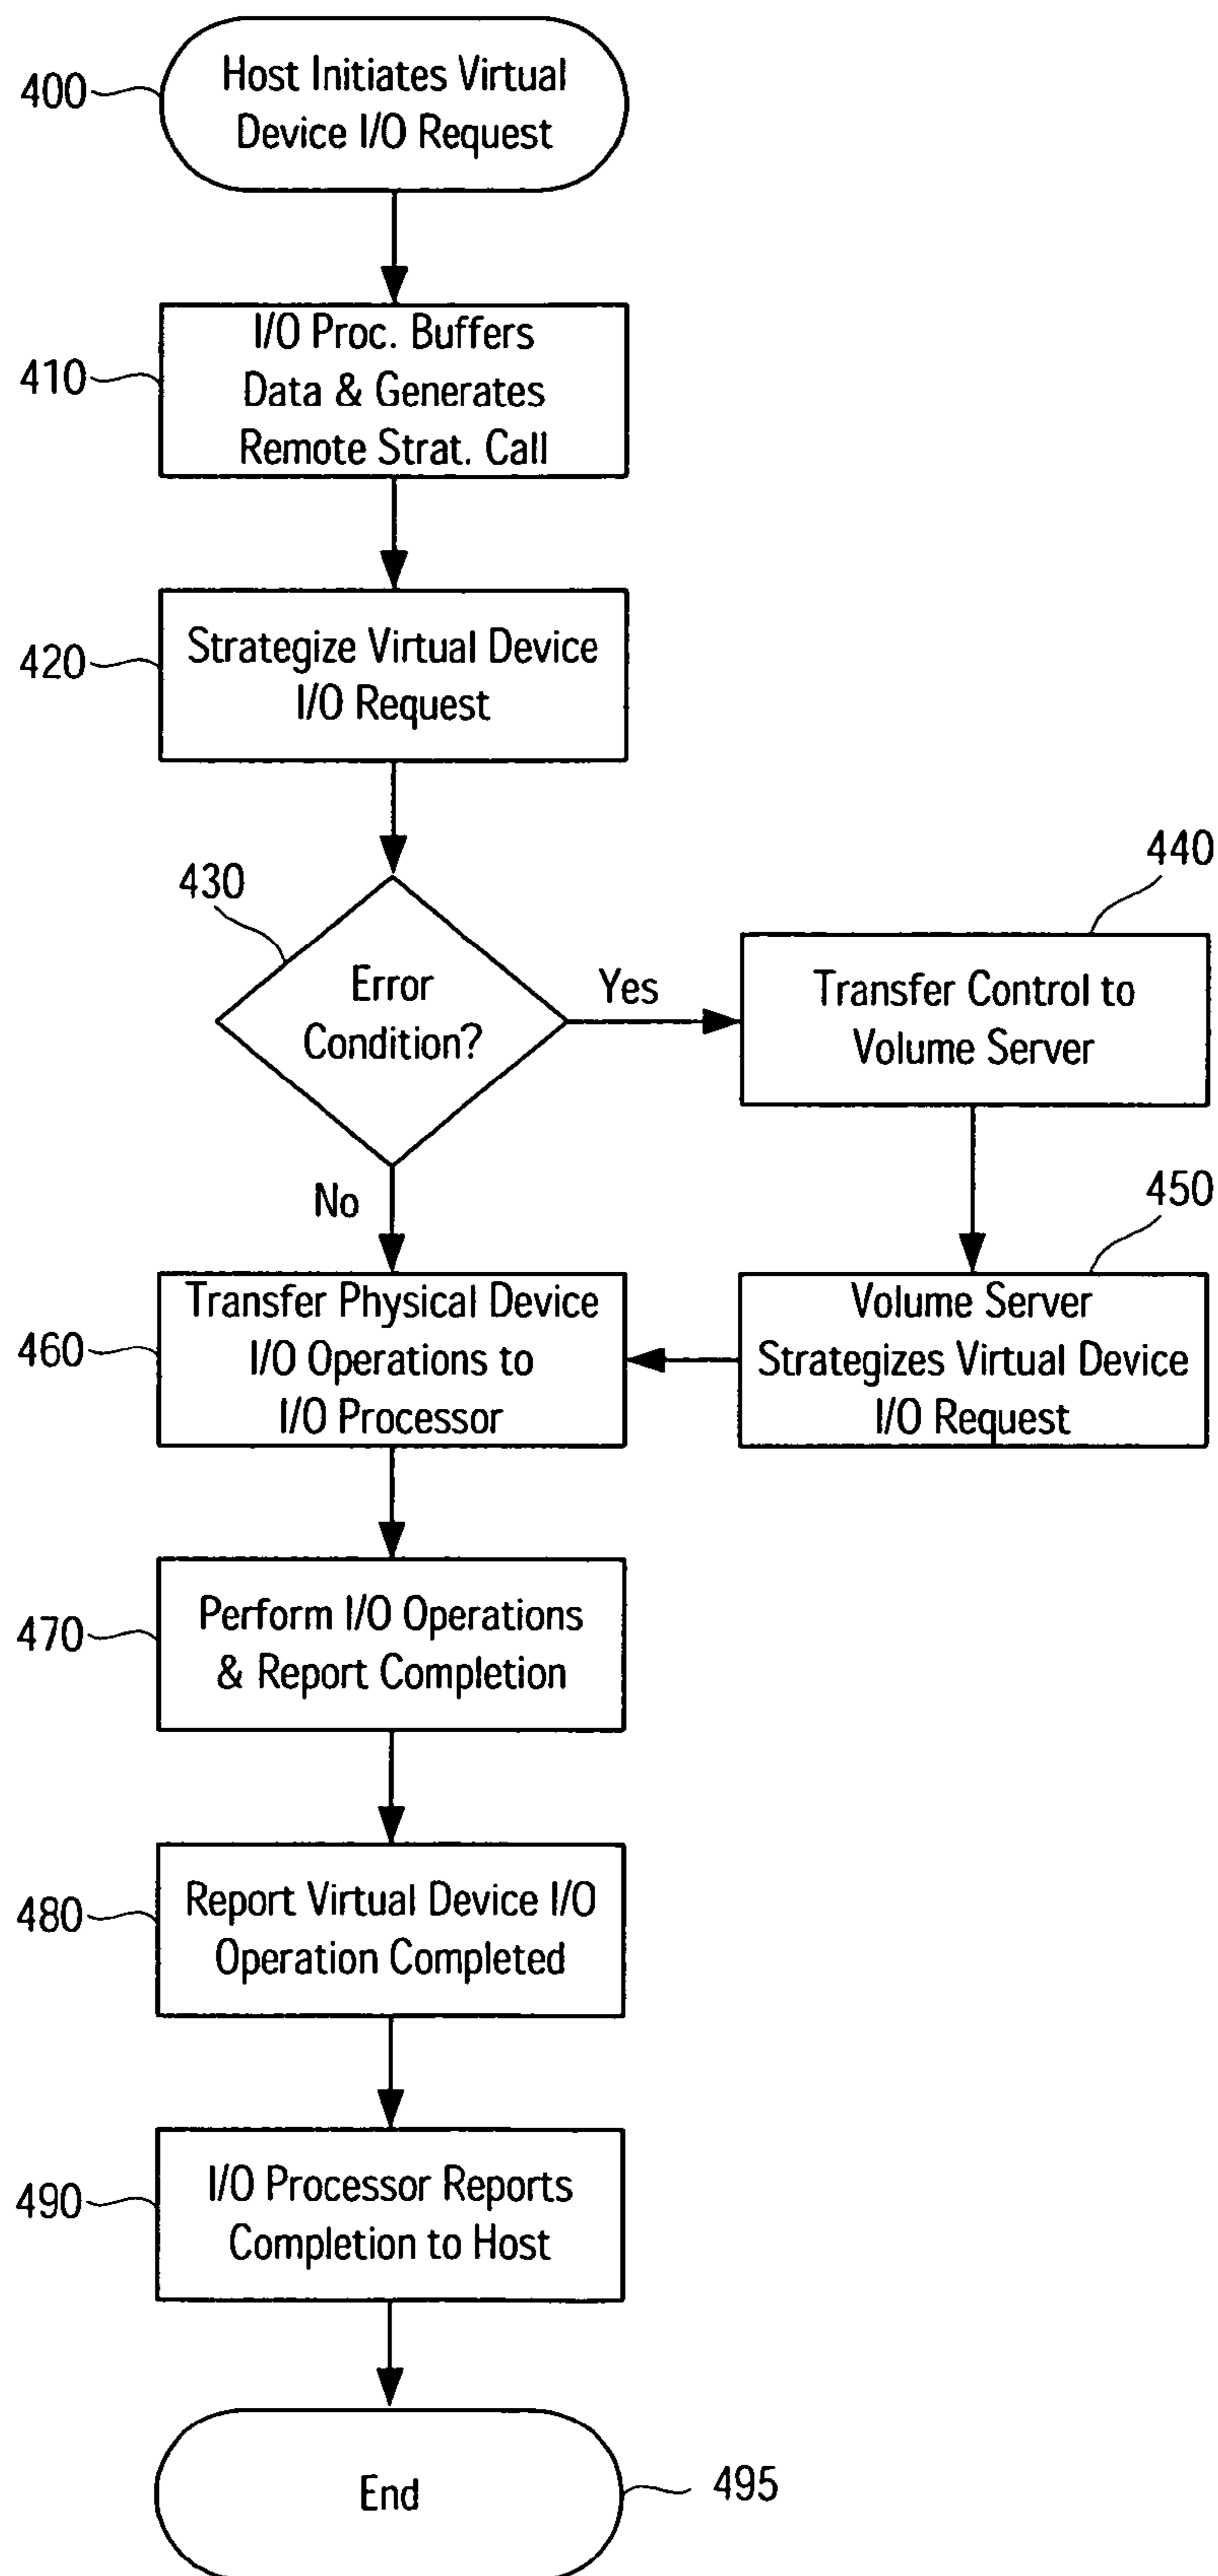 400
Host Initiates Virtual
Device I/O Request
410
I/O Proc. Buffers
Data & Generates
Remote Strat. Call
420
Strategize Virtual Device
I/O Request
430
Error
Condition?
Yes
No
440
Transfer Control to
Volume Server
450
Volume Server
Strategizes Virtual Device
I/O Request
460
Transfer Physical Device
I/O Operations to
I/O Processor
470
Perform I/O Operations
& Report Completion
480
Report Virtual Device I/O
Operation Completed
490
I/O Processor Reports
Completion to Host
End
495